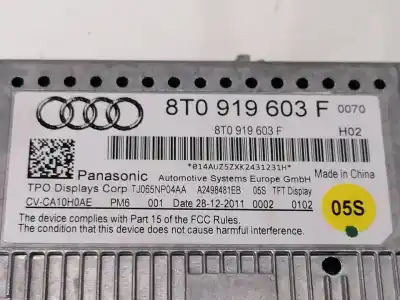 8T0 919 603 F 0070
8T0 919 603 F H02
*014AUZ5ZXK2431231H*
Made in China
Panasonic Automotive Systems Europe GmbH
TPO Displays Corp TJ065NP04AA A2498481EB 05S TFT Display
CV-CA10H0AE PM6 001 Date 28-12-2011 0002 0102
05S
The device complies with Part 15 of the FCC Rules.
The condition that this device does not cause harmful interference